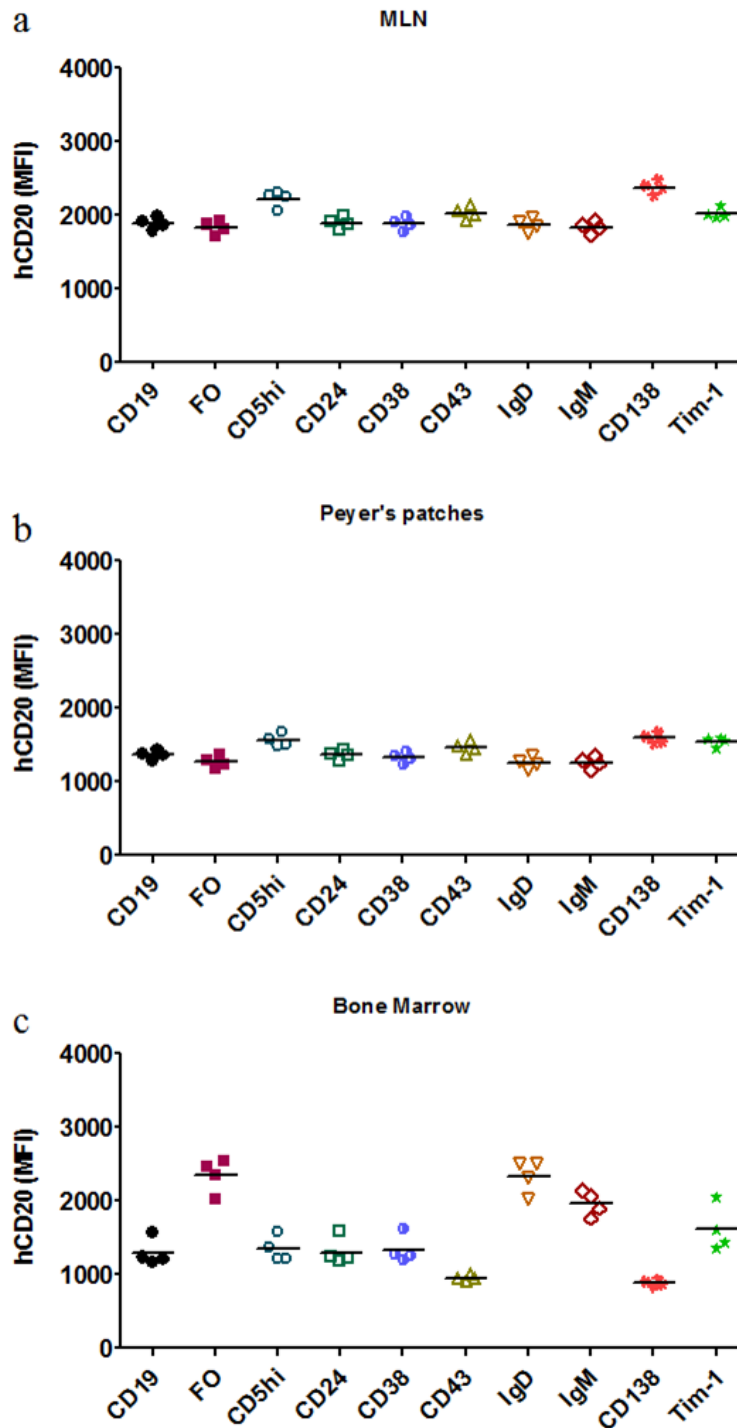 a
MLN
4000
3000
2000
1000
0
hCD20 (MFI)
CD19 FO CD5hi CD24 CD38 CD43 IgD IgM CD138 Tim-1
b
Peyer's patches
4000
3000
2000
1000
0
hCD20 (MFI)
CD19 FO CD5hi CD24 CD38 CD43 IgD IgM CD138 Tim-1
c
Bone Marrow
4000
3000
2000
1000
0
hCD20 (MFI)
CD19 FO CD5hi CD24 CD38 CD43 IgD IgM CD138 Tim-1